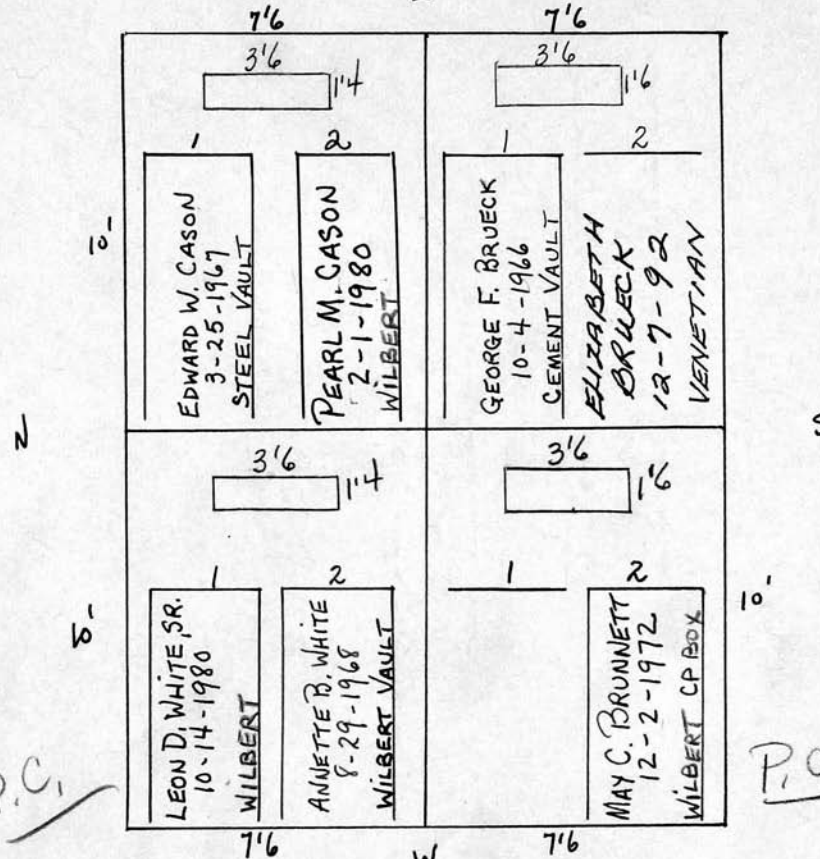 7'6 7'6
3'6 1'4
3'6 1'6
1 2
1 2
10'
EDWARD W. CASON
3-25-1967
STEEL VAULT
PEARL M. CASON
2-1-1980
WILBERT
GEORGE F. BRUECK
10-4-1966
CEMENT VAULT
ELIZABETH
BRUECK
12-7-92
VENETIAN
N
3'6 1'4
3'6 1'6
1 2
1 2
10'
LEON D. WHITE, SR.
10-14-1980
WILBERT
ANNETTE B. WHITE
8-29-1968
WILBERT VAULT
MAY C. BRUNNETT
12-2-1972
WILBERT CP BOX
10'
P.C.
7'6 7'6
W